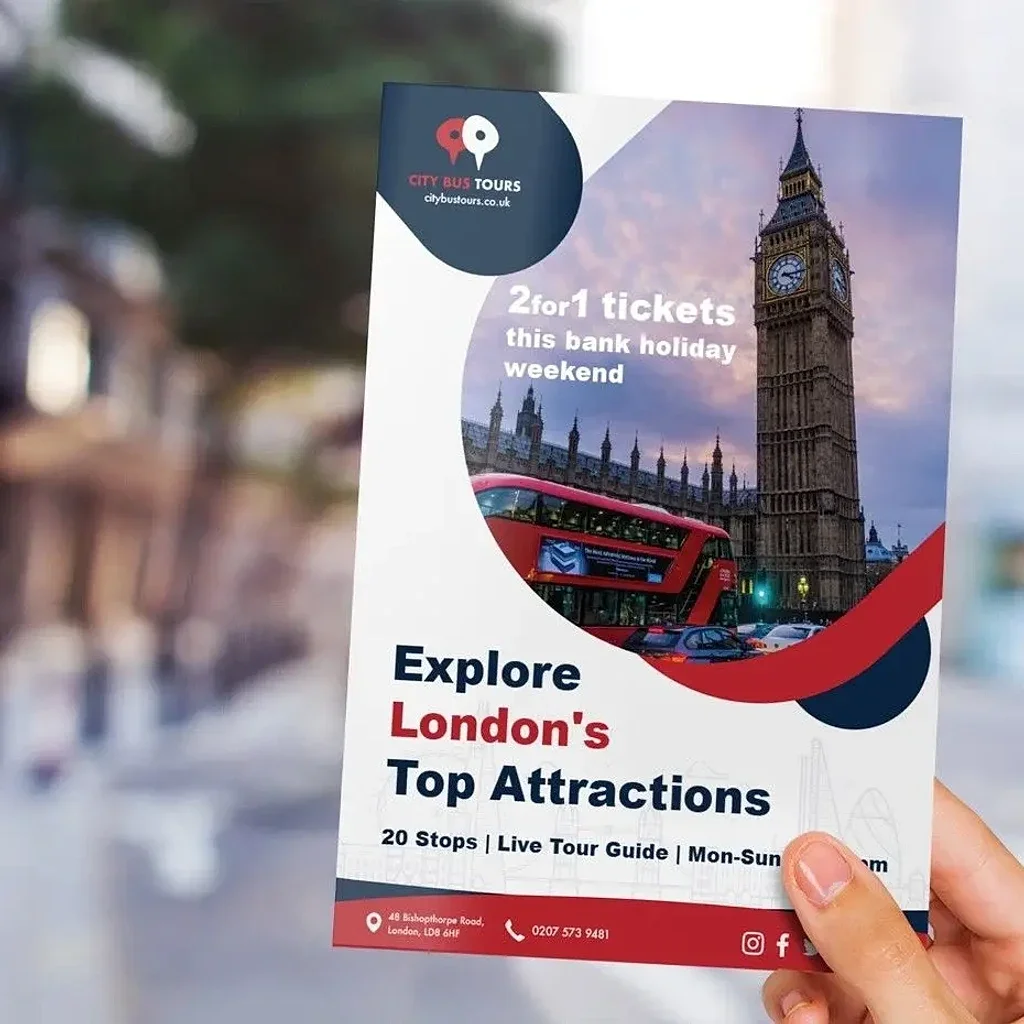 CITY BUS TOURS
citybustours.co.uk
2for1 tickets
this bank holiday
weekend
Explore
London's
Top Attractions
20 Stops | Live Tour Guide | Mon-Sun
48 Bishopthorpe Road,
London, LD8 6HF
0207 573 9481